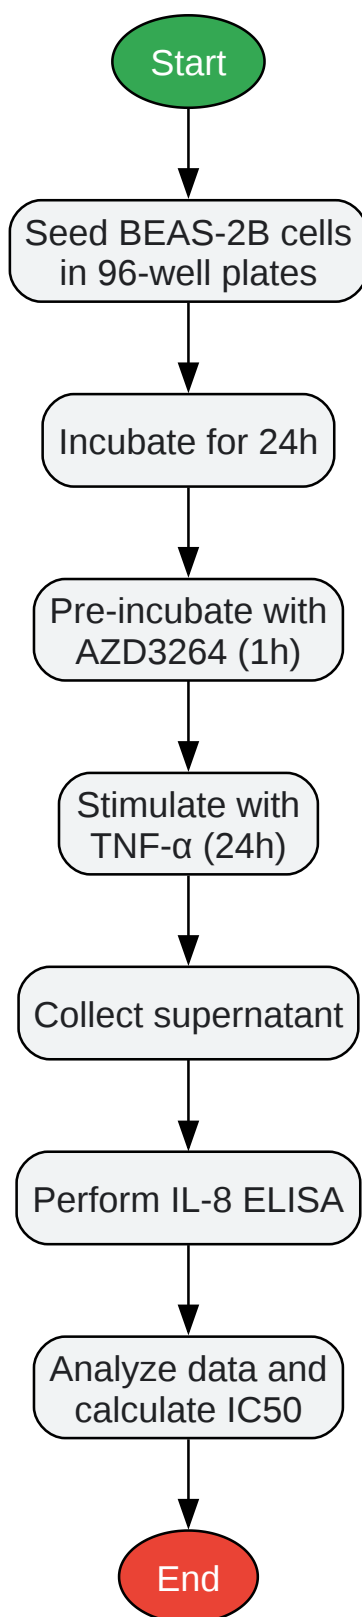 Start
Seed BEAS-2B cells
in 96-well plates
Incubate for 24h
Pre-incubate with
AZD3264 (1h)
Stimulate with
TNF-α (24h)
Collect supernatant
Perform IL-8 ELISA
Analyze data and
calculate IC50
End